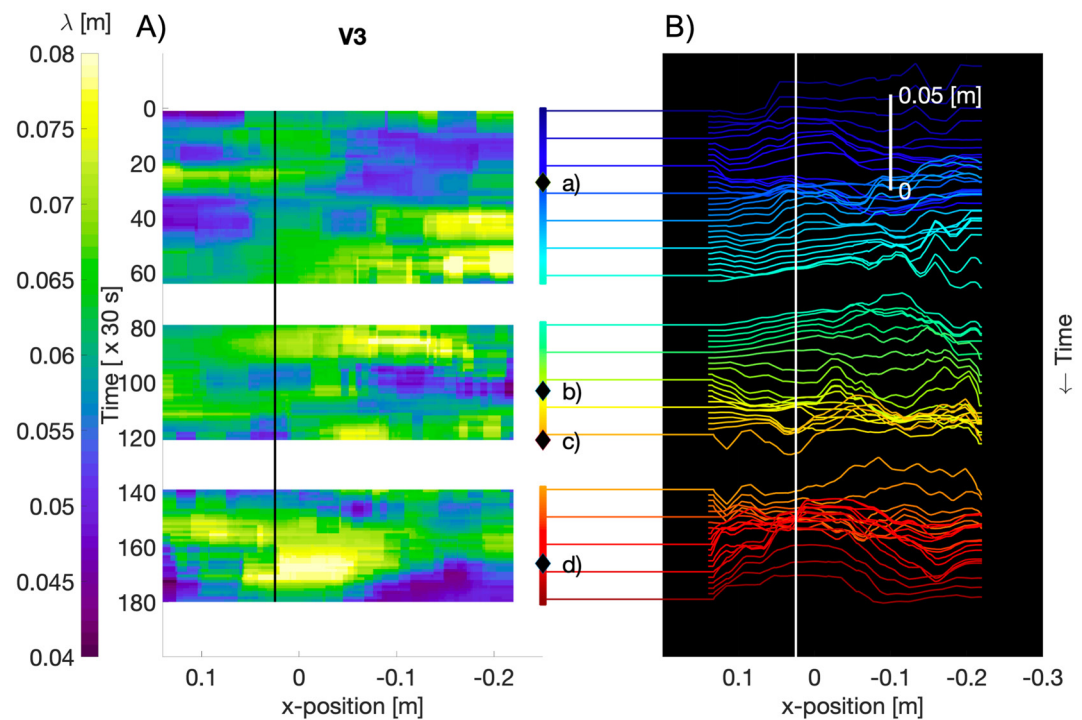 λ [m]
A)
V3
B)
0.08
0.075
0.07
0.065
0.06
0.055
0.05
0.045
0.04
Time [ x 30 s]
0
20
40
60
80
100
120
140
160
180
0.1
0
-0.1
-0.2
x-position [m]
a)
b)
c)
d)
0.05 [m]
0
← Time
0.1
0
-0.1
-0.2
-0.3
x-position [m]